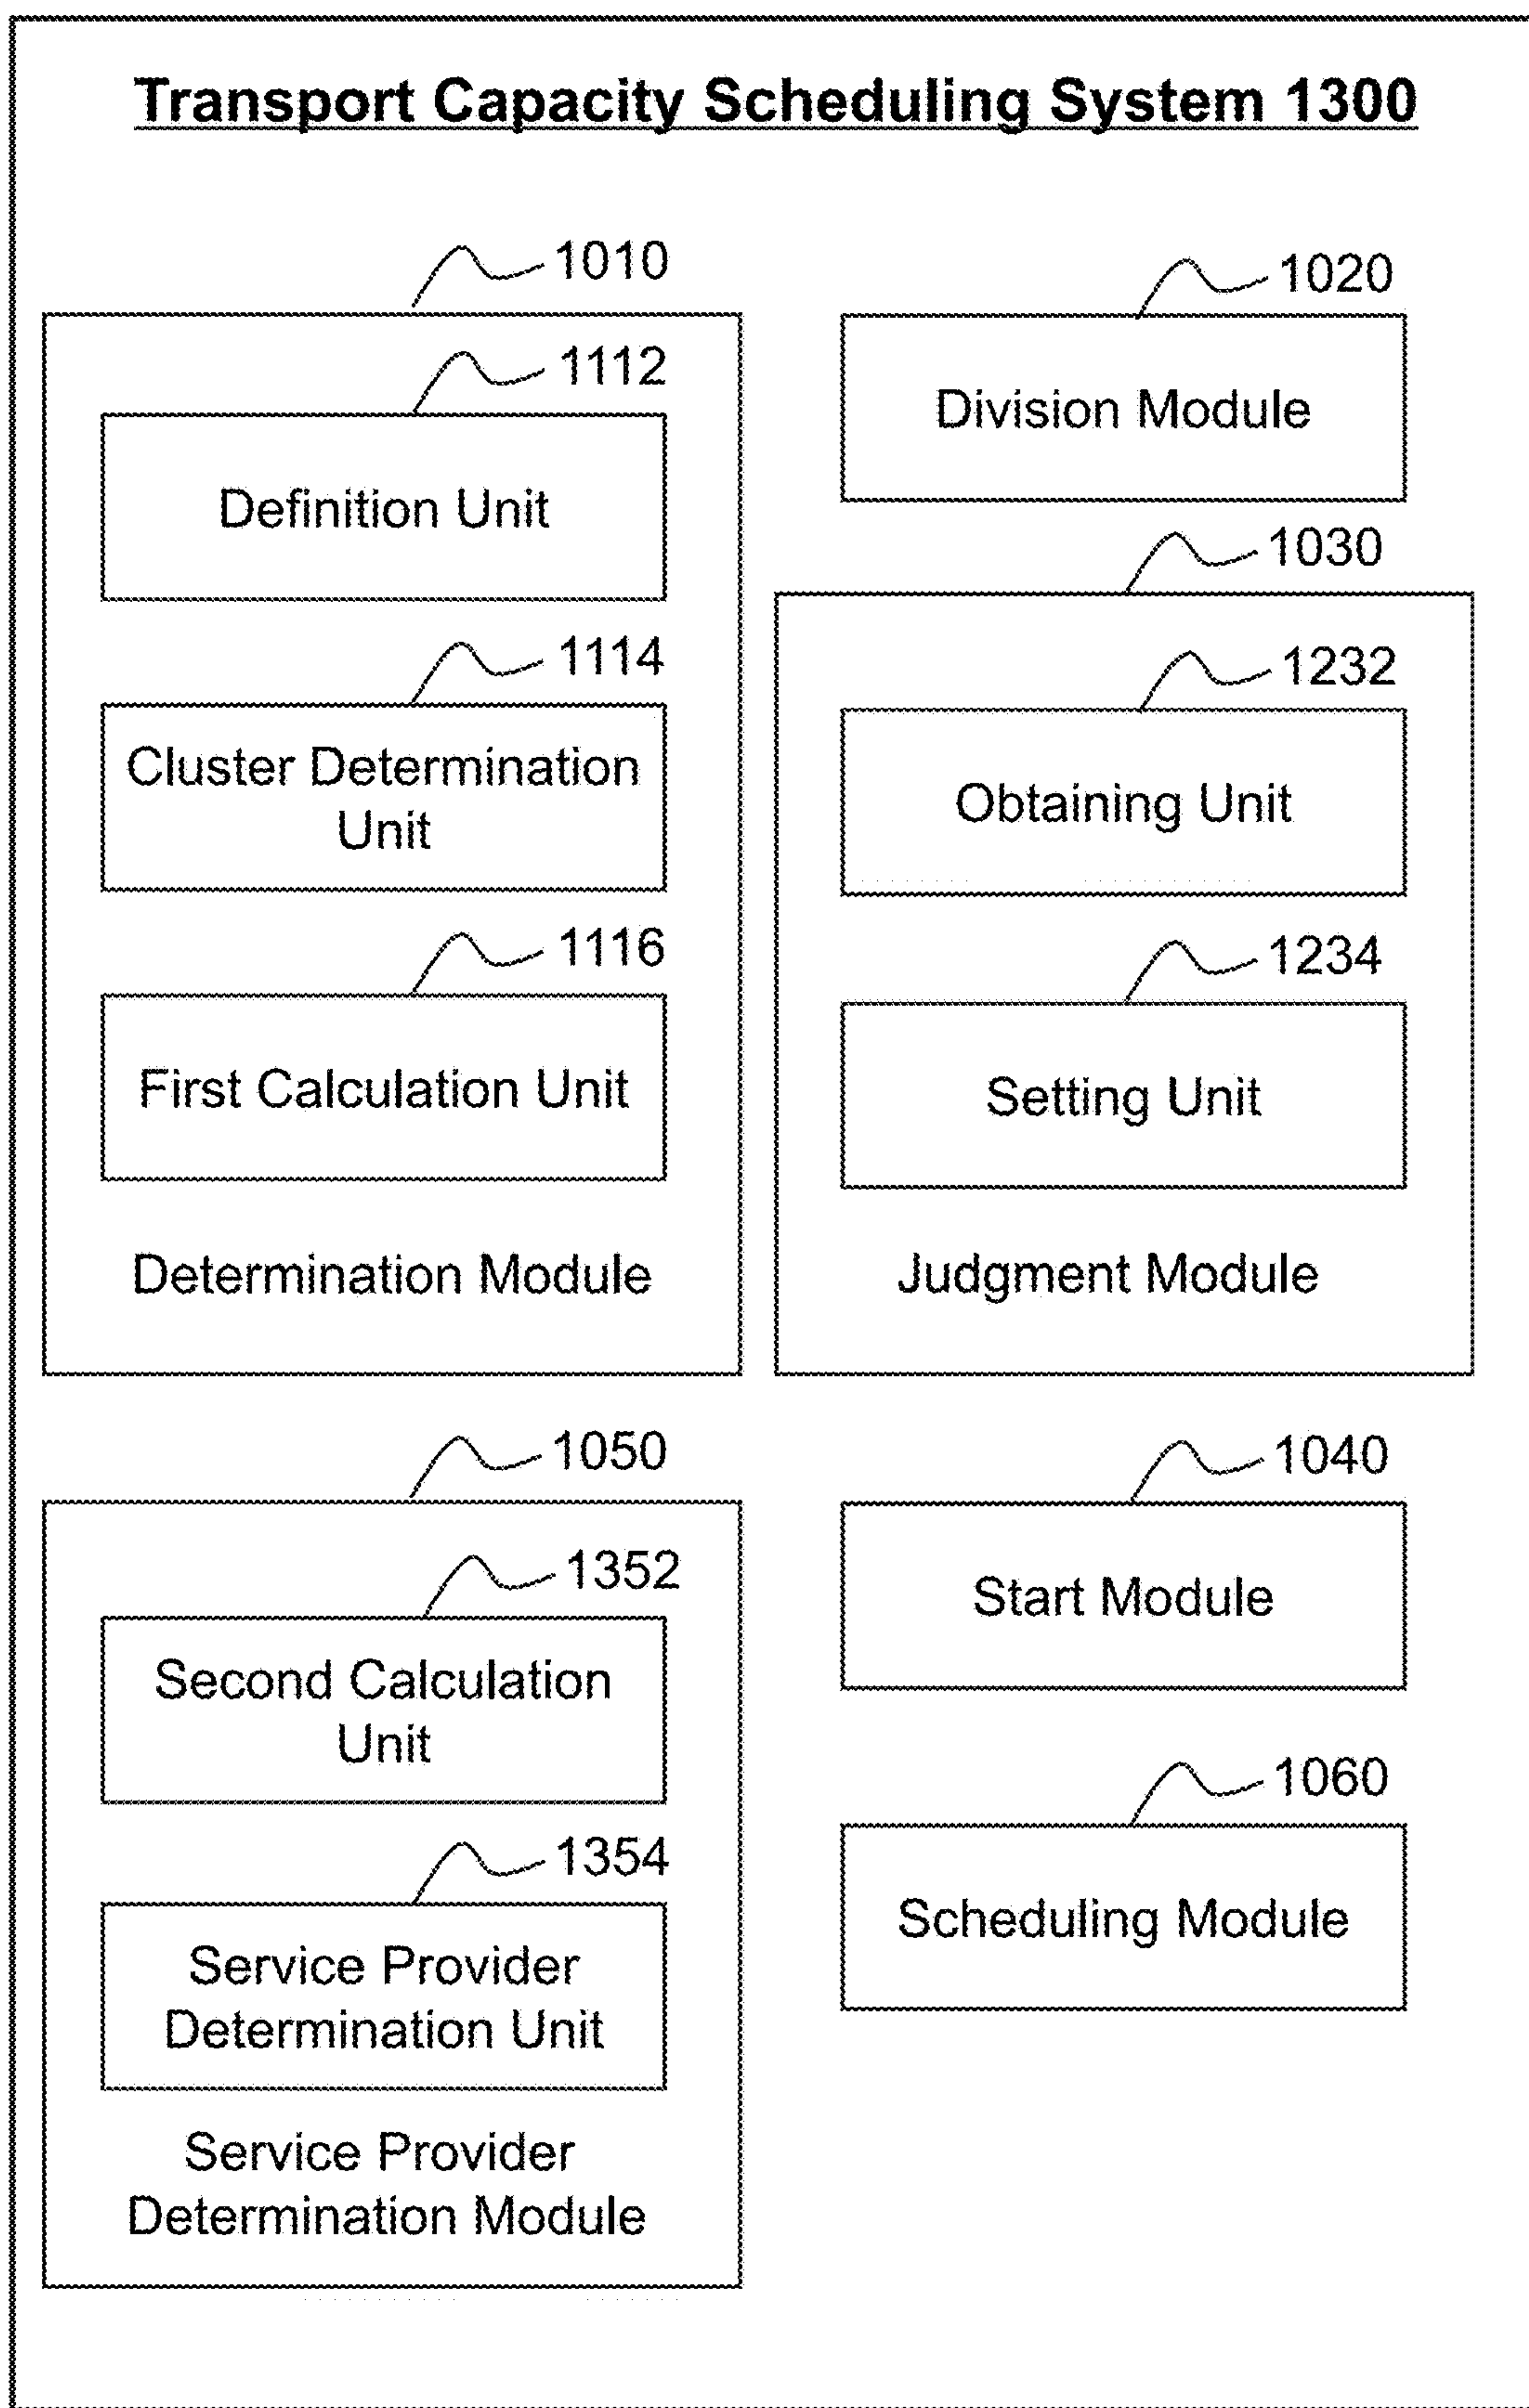 Transport Capacity Scheduling System 1300
1010
1112
Definition Unit
1114
Cluster Determination
Unit
1116
First Calculation Unit
Determination Module
1020
Division Module
1030
1232
Obtaining Unit
1234
Setting Unit
Judgment Module
1050
1352
Second Calculation
Unit
1354
Service Provider
Determination Unit
Service Provider
Determination Module
1040
Start Module
1060
Scheduling Module